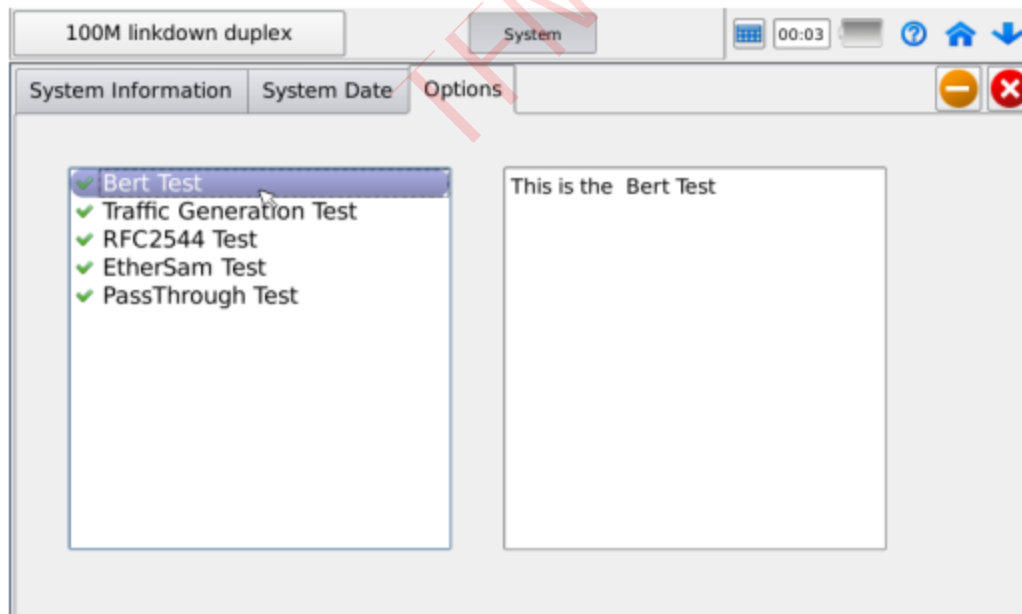 100M linkdown duplex
System
00:03
System Information
System Date
Options
Bert Test
Traffic Generation Test
RFC2544 Test
EtherSam Test
PassThrough Test
This is the  Bert Test
TFN